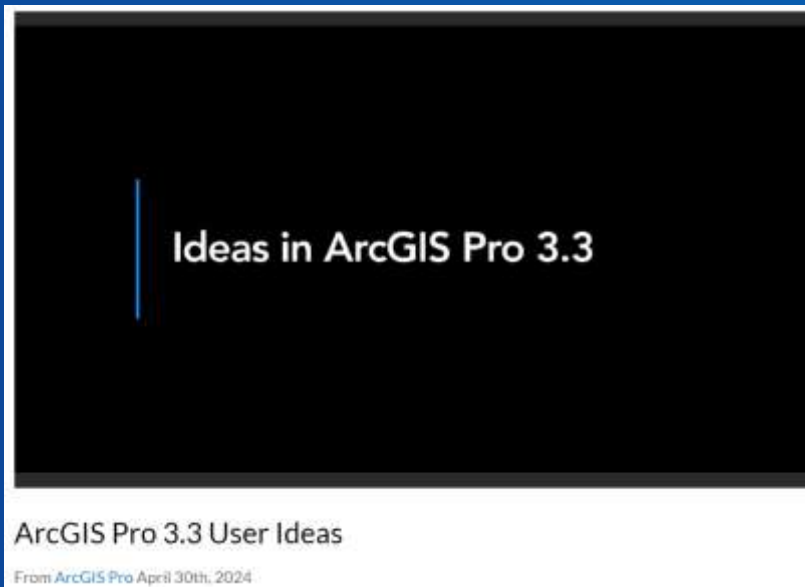 Ideas in ArcGIS Pro 3.3
ArcGIS Pro 3.3 User Ideas
From ArcGIS Pro April 30th, 2024